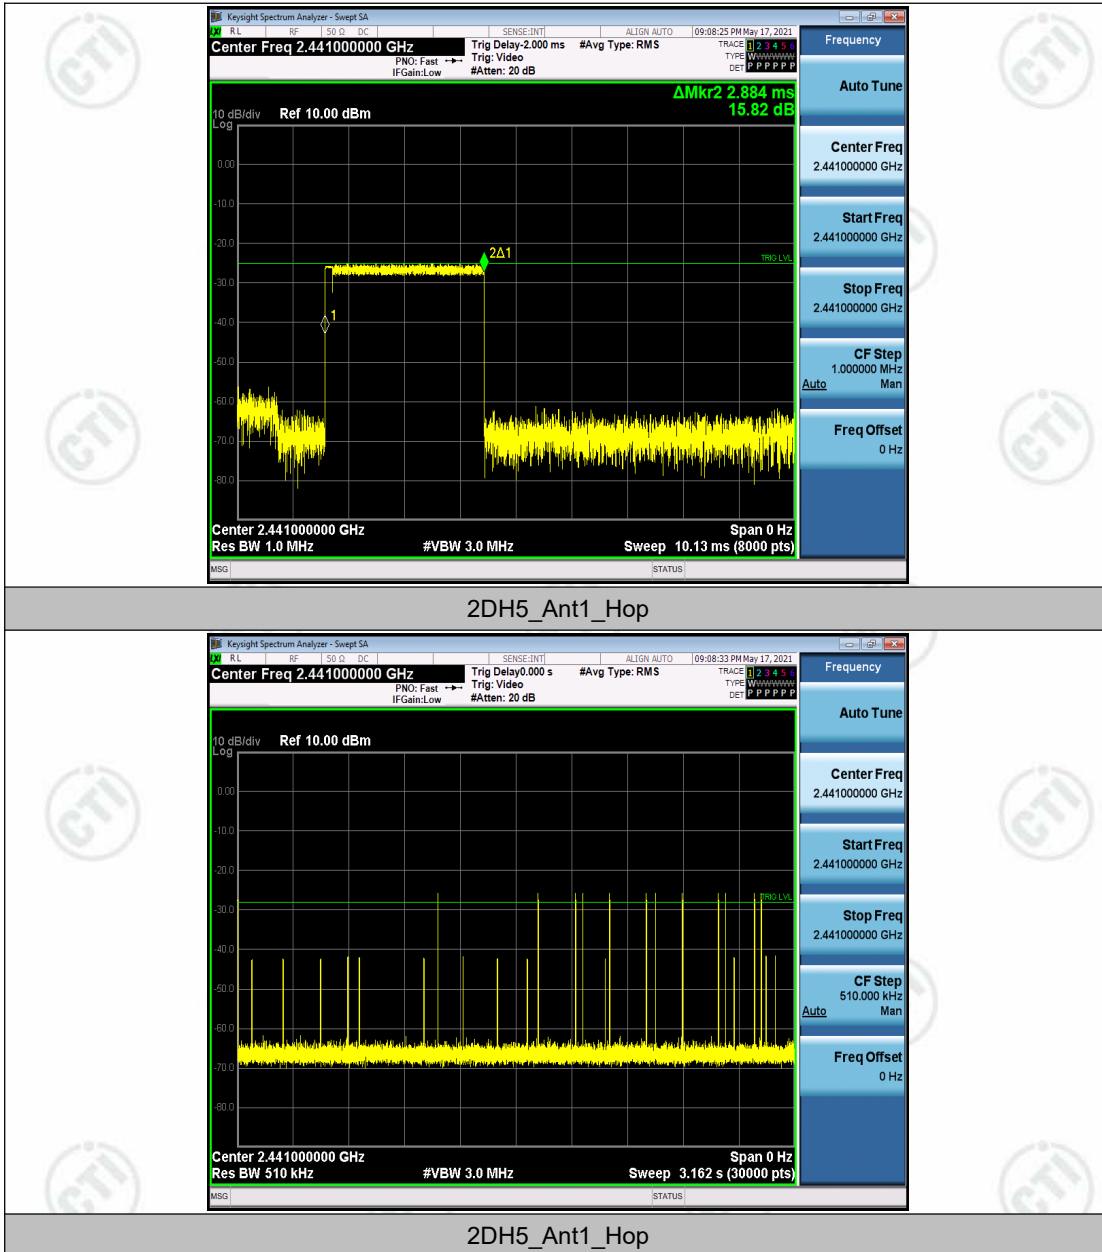 Keysight Spectrum Analyzer - Swept SA
LXI RL RF 50 Ω DC SENSE:INT ALIGN AUTO 09:08:25 PM May 17, 2021
Center Freq 2.441000000 GHz Trig Delay-2.000 ms #Avg Type: RMS TRACE 1 2 3 4 5 6
PNO: Fast Trig: Video TYPE WWWWWW
IFGain:Low #Atten: 20 dB DET P P P P P P
Frequency
Auto Tune
Center Freq
2.441000000 GHz
Start Freq
2.441000000 GHz
Stop Freq
2.441000000 GHz
CF Step
1.000000 MHz
Auto Man
Freq Offset
0 Hz
ΔMkr2 2.884 ms
15.82 dB
10 dB/div Ref 10.00 dBm
Log
0.00
-10.0
-20.0
-30.0
-40.0
-50.0
-60.0
-70.0
-80.0
2Δ1
TRIG LVL
1
Center 2.441000000 GHz Span 0 Hz
Res BW 1.0 MHz #VBW 3.0 MHz Sweep 10.13 ms (8000 pts)
MSG STATUS
2DH5_Ant1_Hop
Keysight Spectrum Analyzer - Swept SA
LXI RL RF 50 Ω DC SENSE:INT ALIGN AUTO 09:08:33 PM May 17, 2021
Center Freq 2.441000000 GHz Trig Delay0.000 s #Avg Type: RMS TRACE 1 2 3 4 5 6
PNO: Fast Trig: Video TYPE WWWWWW
IFGain:Low #Atten: 20 dB DET P P P P P P
Frequency
Auto Tune
Center Freq
2.441000000 GHz
Start Freq
2.441000000 GHz
Stop Freq
2.441000000 GHz
CF Step
510.000 kHz
Auto Man
Freq Offset
0 Hz
10 dB/div Ref 10.00 dBm
Log
0.00
-10.0
-20.0
-30.0
-40.0
-50.0
-60.0
-70.0
-80.0
TRIG LVL
Center 2.441000000 GHz Span 0 Hz
Res BW 510 kHz #VBW 3.0 MHz Sweep 3.162 s (30000 pts)
MSG STATUS
2DH5_Ant1_Hop
CTI
CTI
CTI
CTI
CTI
CTI
CTI
CTI